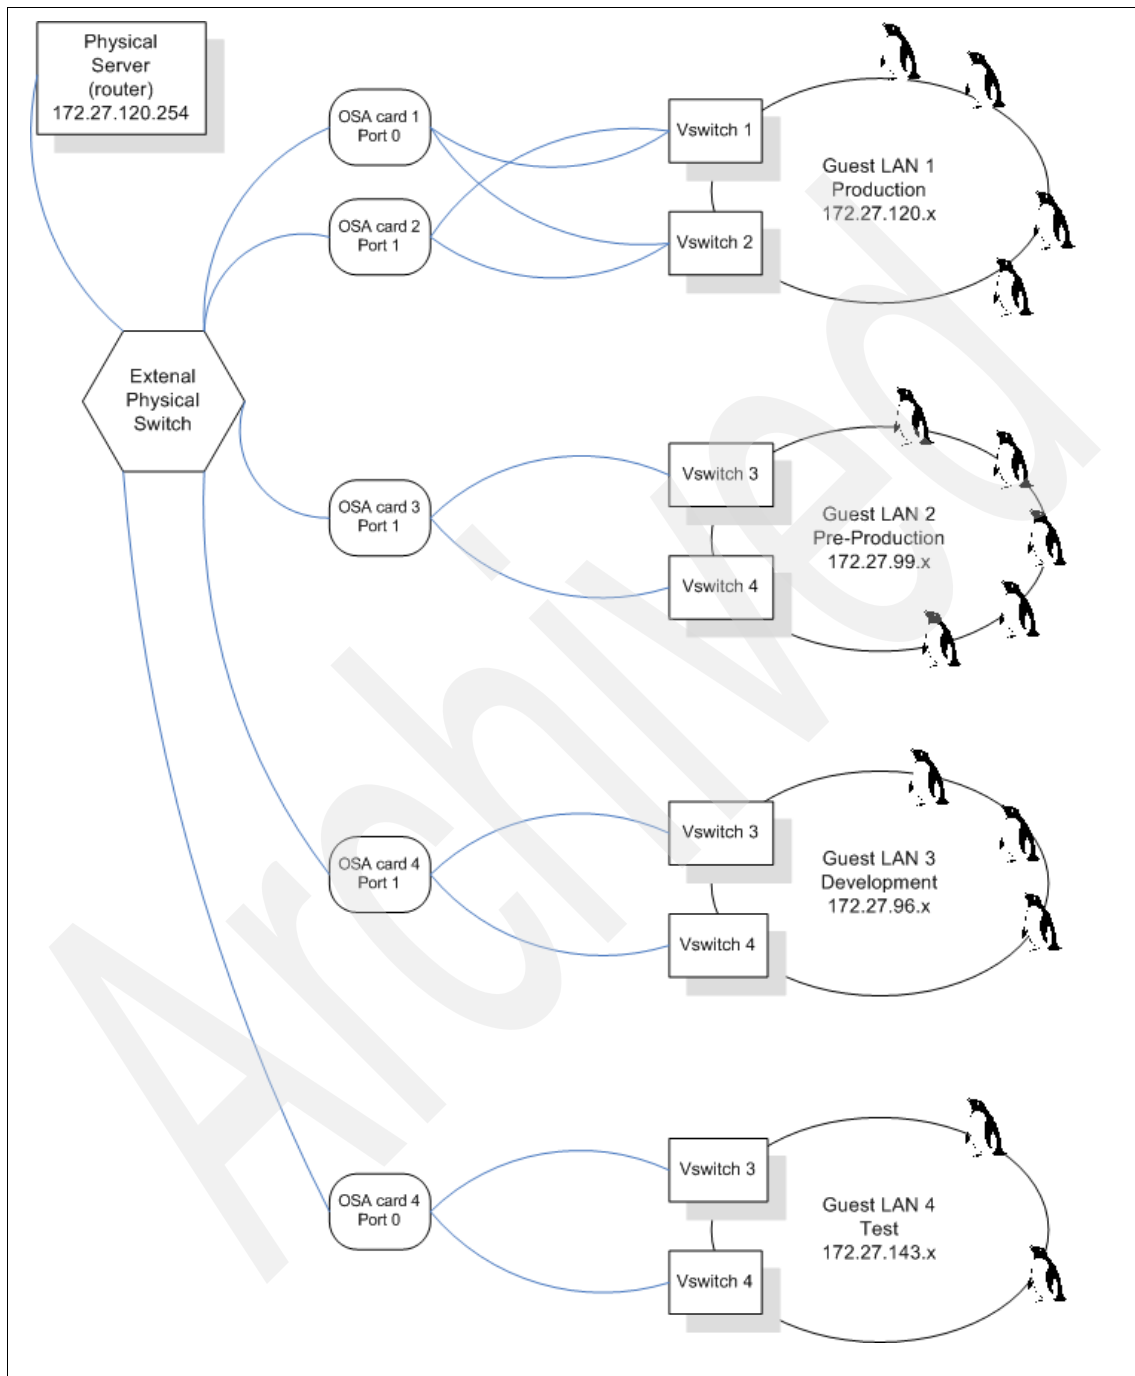 Physical
Server
(router)
172.27.120.254
OSA card 1
Port 0
OSA card 2
Port 1
Vswitch 1
Vswitch 2
Guest LAN 1
Production
172.27.120.x
Extenal
Physical
Switch
OSA card 3
Port 1
Vswitch 3
Vswitch 4
Guest LAN 2
Pre-Production
172.27.99.x
OSA card 4
Port 1
Vswitch 3
Vswitch 4
Guest LAN 3
Development
172.27.96.x
OSA card 4
Port 0
Vswitch 3
Vswitch 4
Guest LAN 4
Test
172.27.143.x
Archived